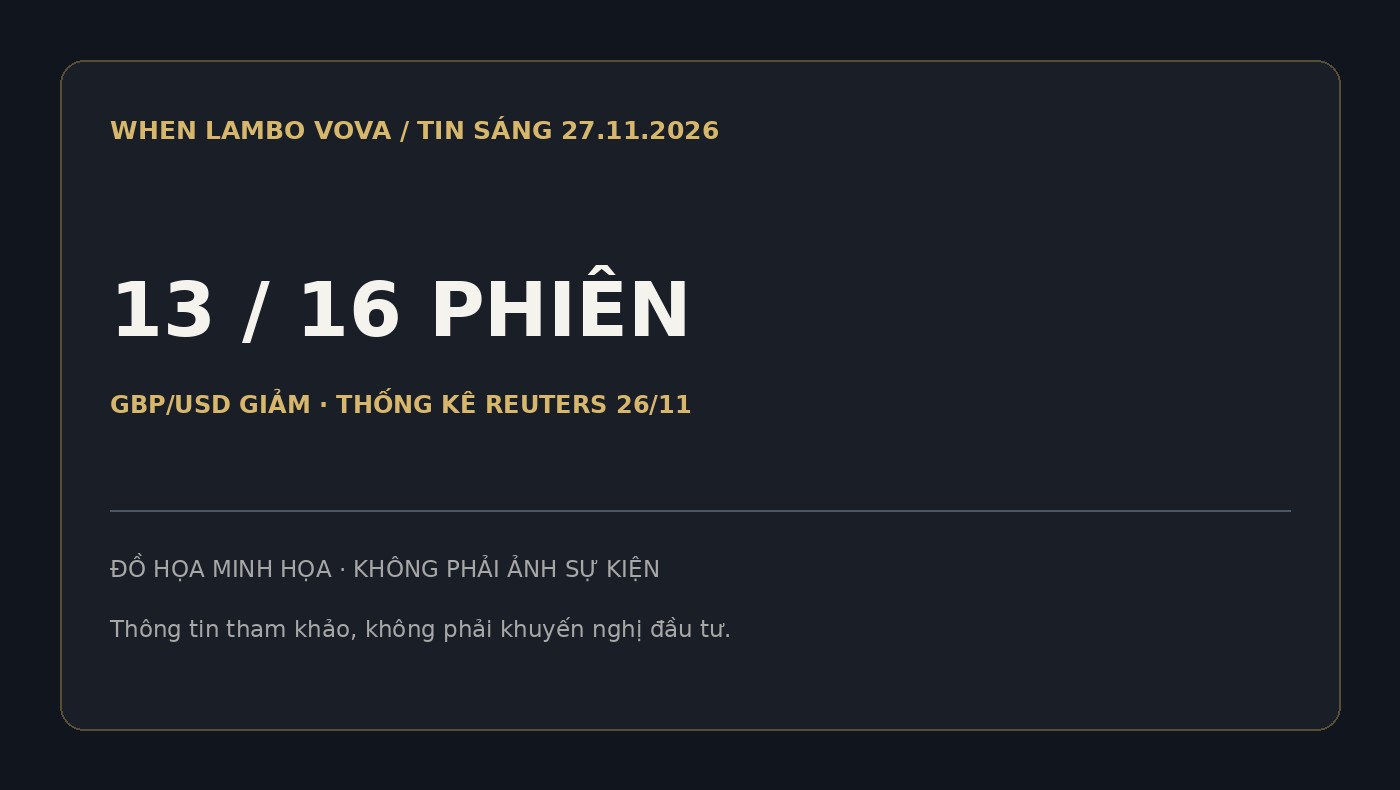 WHEN LAMBO VOVA / TIN SÁNG 27.11.2026
13 / 16 PHIÊN
GBP/USD GIẢM · THỐNG KÊ REUTERS 26/11
ĐỒ HỌA MINH HỌA · KHÔNG PHẢI ẢNH SỰ KIỆN
Thông tin tham khảo, không phải khuyến nghị đầu tư.